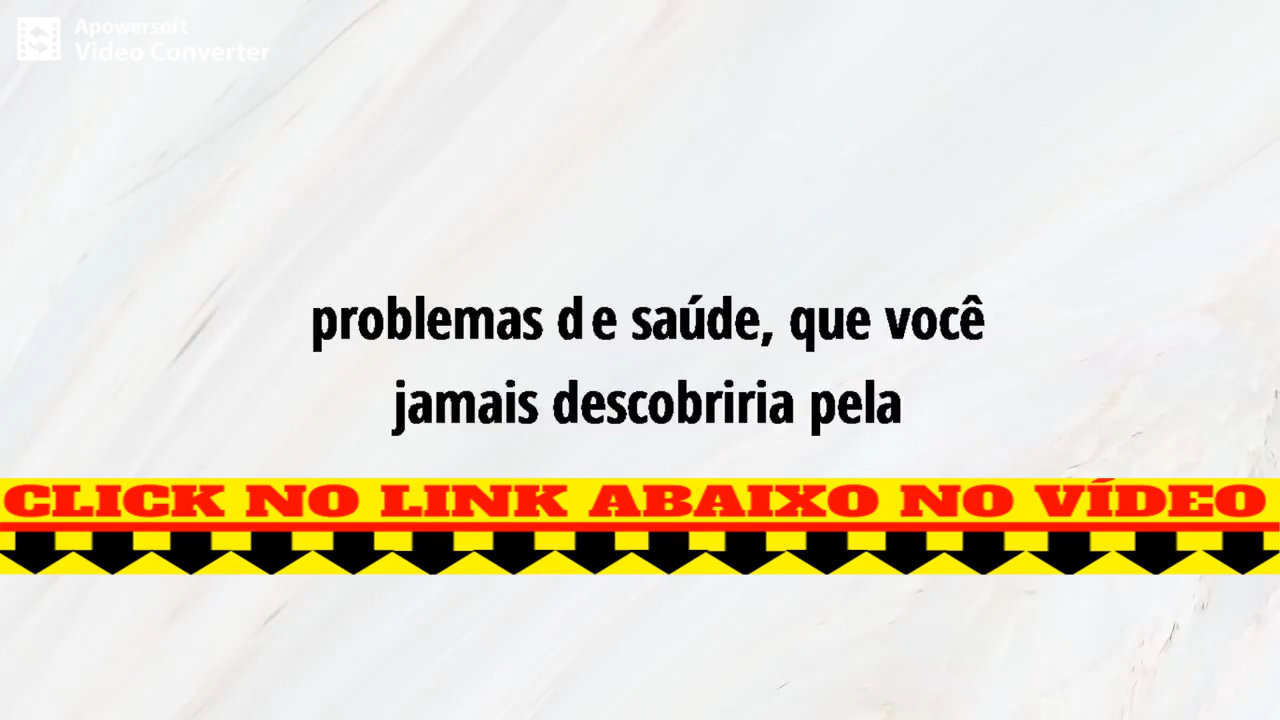 Apowersoft
Video Converter
problemas de saúde, que você
jamais descobriria pela
CLICK NO LINK ABAIXO NO VÍDEO